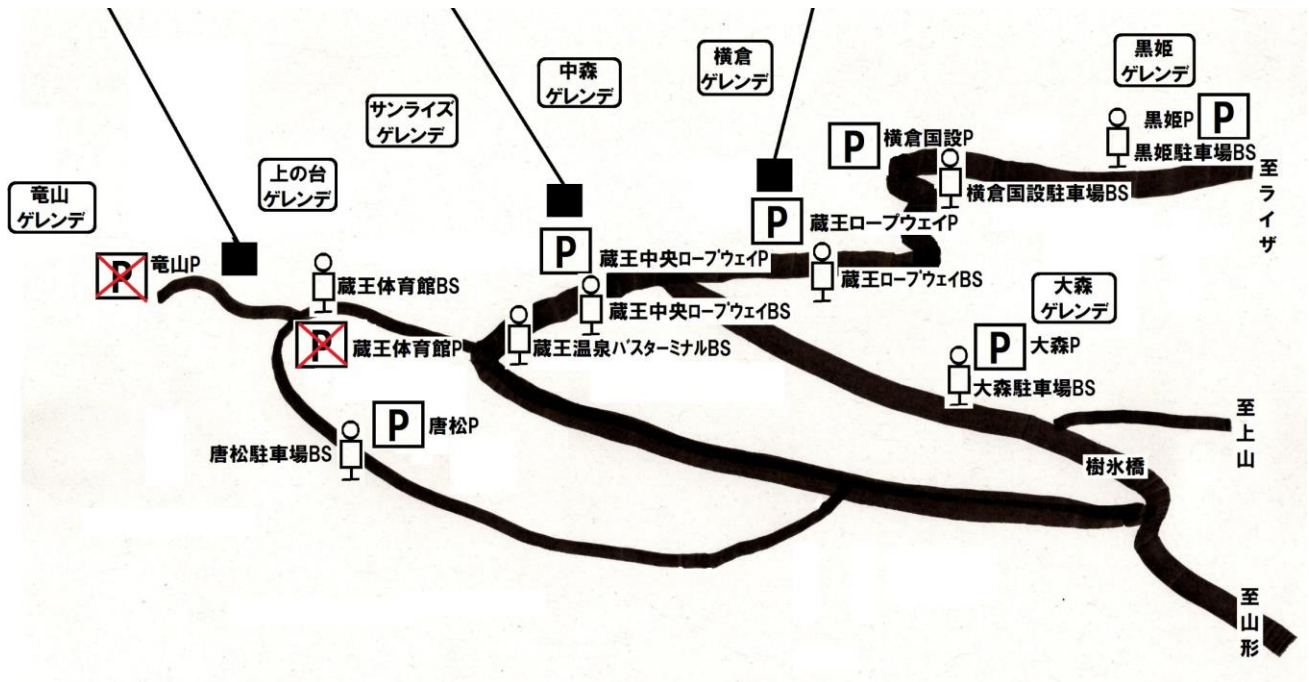 黒姫
ゲレンデ
横倉
ゲレンデ
中森
ゲレンデ
サンライズ
ゲレンデ
上の台
ゲレンデ
竜山
ゲレンデ
P
黒姫P
黒姫駐車場BS
P
横倉国設P
横倉国設駐車場BS
至ライザ
P
蔵王ロープウェイP
蔵王ロープウェイBS
P
蔵王中央ロープウェイP
蔵王中央ロープウェイBS
P
竜山P
蔵王体育館BS
P
蔵王体育館P
蔵王温泉バスターミナルBS
大森
ゲレンデ
P
大森P
大森駐車場BS
P
唐松P
唐松駐車場BS
至上山
樹氷橋
至山形